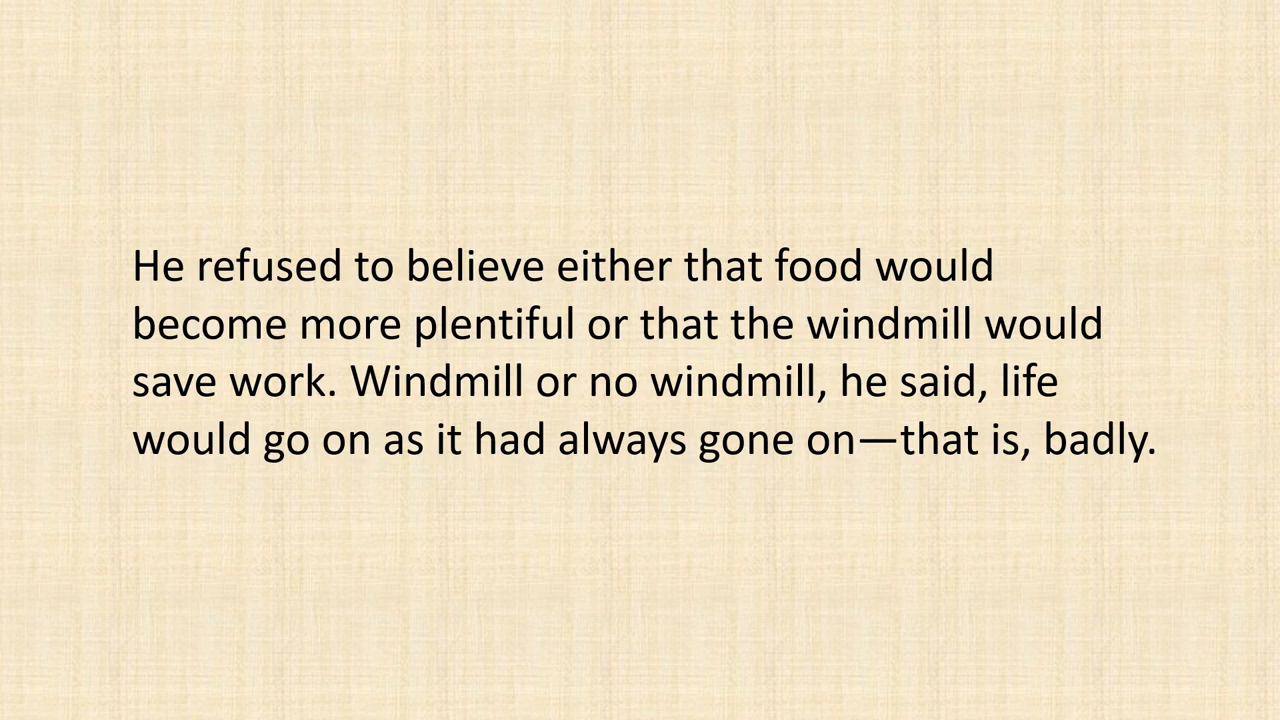 He refused to believe either that food would
become more plentiful or that the windmill would
save work. Windmill or no windmill, he said, life
would go on as it had always gone on—that is, badly.